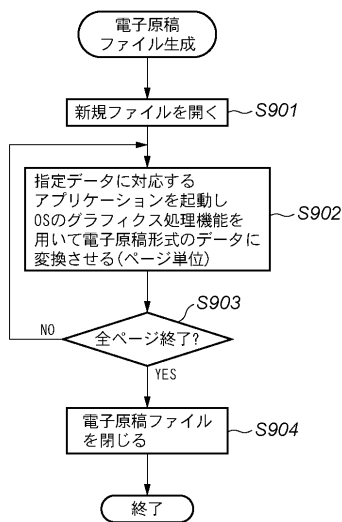 電子原稿
ファイル生成
新規ファイルを開く
S901
指定データに対応する
アプリケーションを起動し
OSのグラフィクス処理機能を
用いて電子原稿形式のデータに
変換させる(ページ単位)
S902
S903
全ページ終了?
NO
YES
電子原稿ファイル
を閉じる
S904
終了